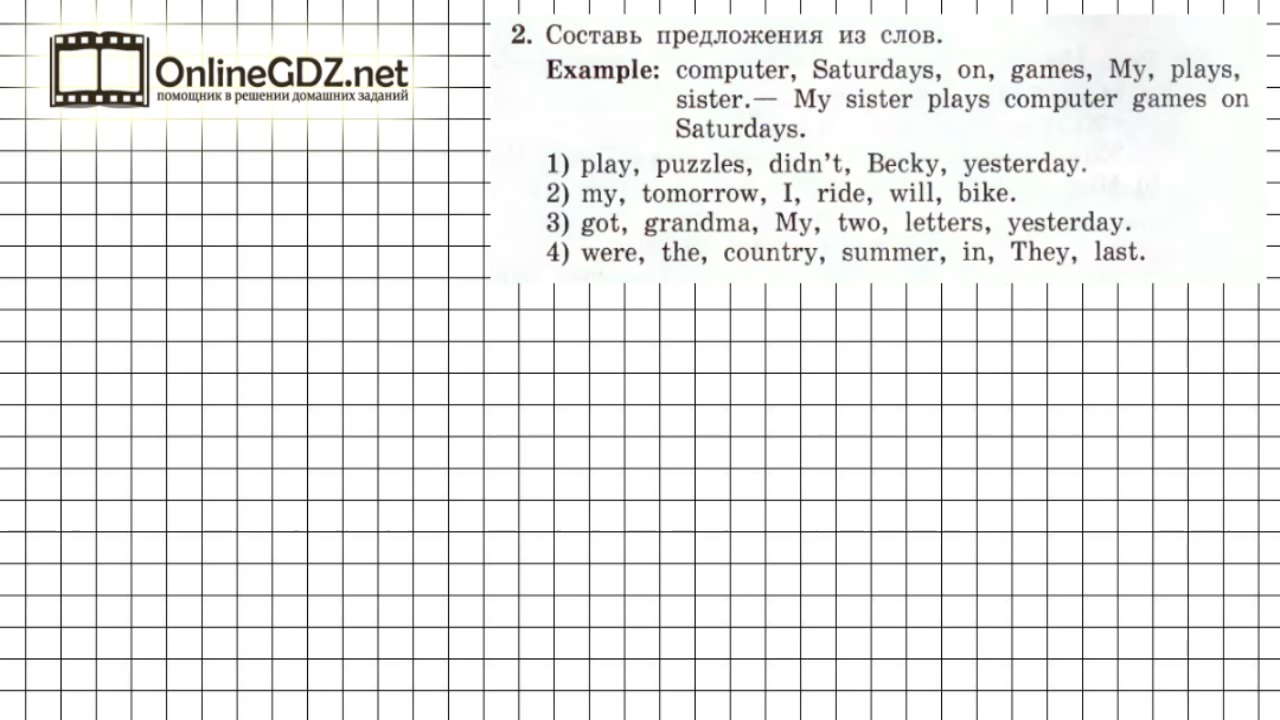 OnlineGDZ.net
помощник в решении домашних заданий
2. Составь предложения из слов.
Example: computer, Saturdays, on, games, My, plays,
sister.— My sister plays computer games on
Saturdays.
1) play, puzzles, didn't, Becky, yesterday.
2) my, tomorrow, I, ride, will, bike.
3) got, grandma, My, two, letters, yesterday.
4) were, the, country, summer, in, They, last.